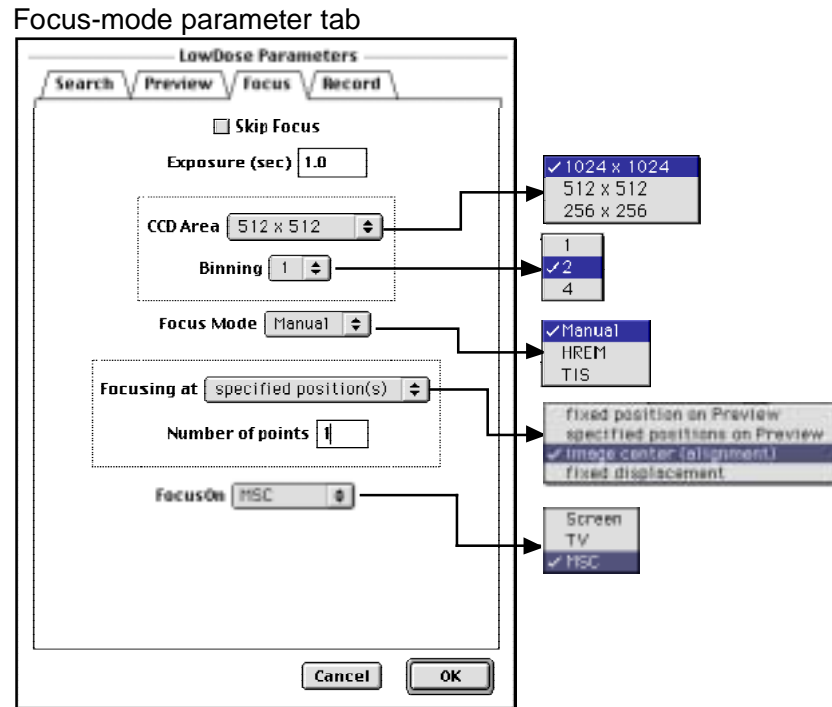 Focus-mode parameter tab
LowDose Parameters
Search Preview Focus Record
Skip Focus
Exposure (sec) 1.0
CCD Area 512 x 512
Binning 1
Focus Mode Manual
Focusing at specified position(s)
Number of points 1
FocusOn MSC
Cancel OK
✓1024 x 1024
512 x 512
256 x 256
1
✓2
4
✓Manual
HREM
TIS
fixed position on Preview
specified positions on Preview
✓image center (alignment)
fixed displacement
Screen
TV
✓MSC